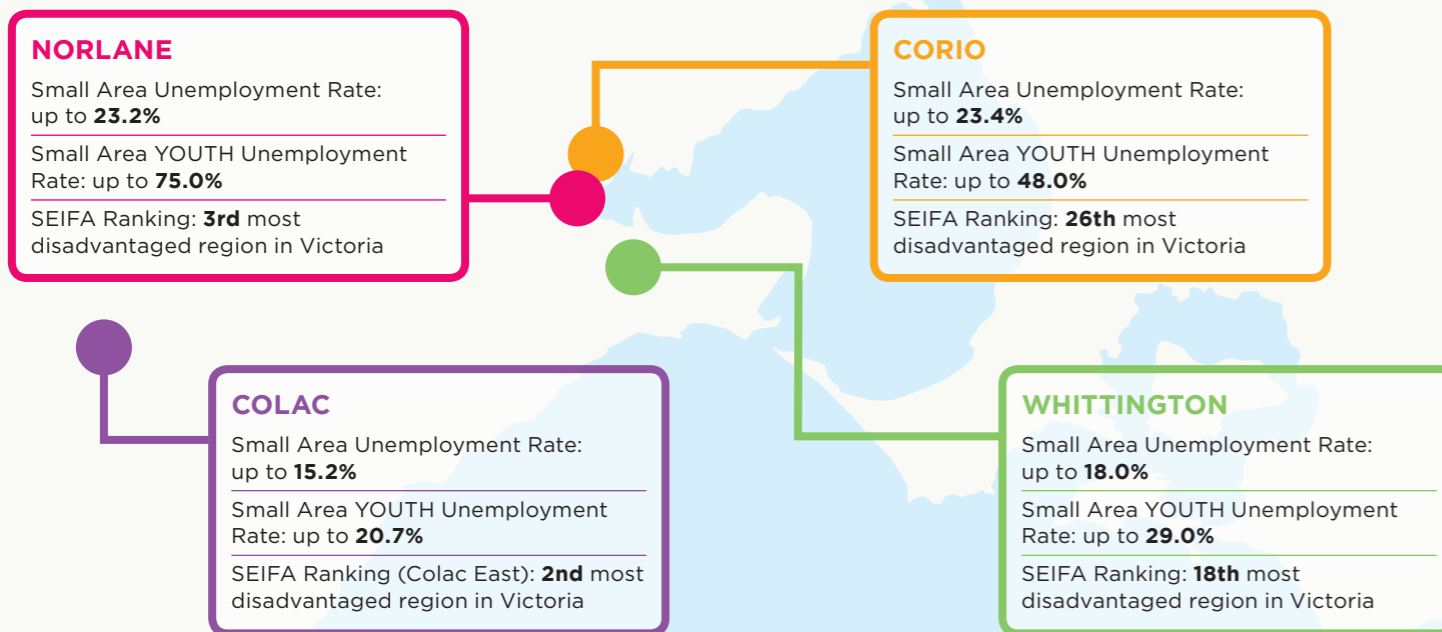 NORLANE
Small Area Unemployment Rate:
up to 23.2%
Small Area YOUTH Unemployment
Rate: up to 75.0%
SEIFA Ranking: 3rd most
disadvantaged region in Victoria
CORIO
Small Area Unemployment Rate:
up to 23.4%
Small Area YOUTH Unemployment
Rate: up to 48.0%
SEIFA Ranking: 26th most
disadvantaged region in Victoria
COLAC
Small Area Unemployment Rate:
up to 15.2%
Small Area YOUTH Unemployment
Rate: up to 20.7%
SEIFA Ranking (Colac East): 2nd most
disadvantaged region in Victoria
WHITTINGTON
Small Area Unemployment Rate:
up to 18.0%
Small Area YOUTH Unemployment
Rate: up to 29.0%
SEIFA Ranking: 18th most
disadvantaged region in Victoria